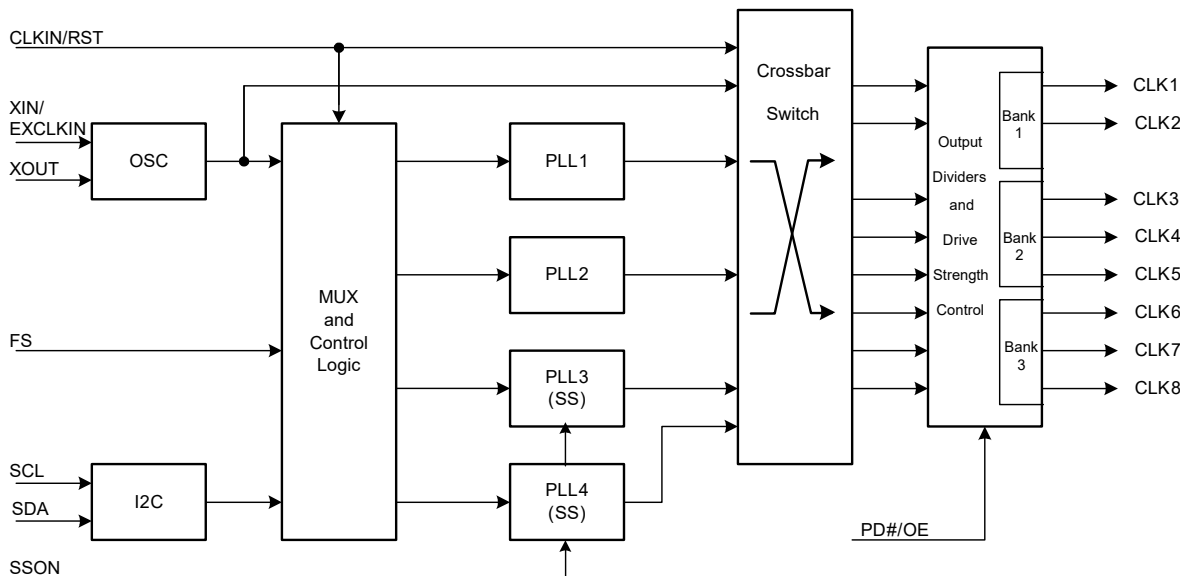 CLKIN/RST
XIN/
EXCLKIN
XOUT
OSC
FS
SCL
SDA
I2C
SSON
MUX
and
Control
Logic
PLL1
PLL2
PLL3
(SS)
PLL4
(SS)
Crossbar
Switch
Output
Dividers
and
Drive
Strength
Control
Bank
1
Bank
2
Bank
3
PD#/OE
CLK1
CLK2
CLK3
CLK4
CLK5
CLK6
CLK7
CLK8